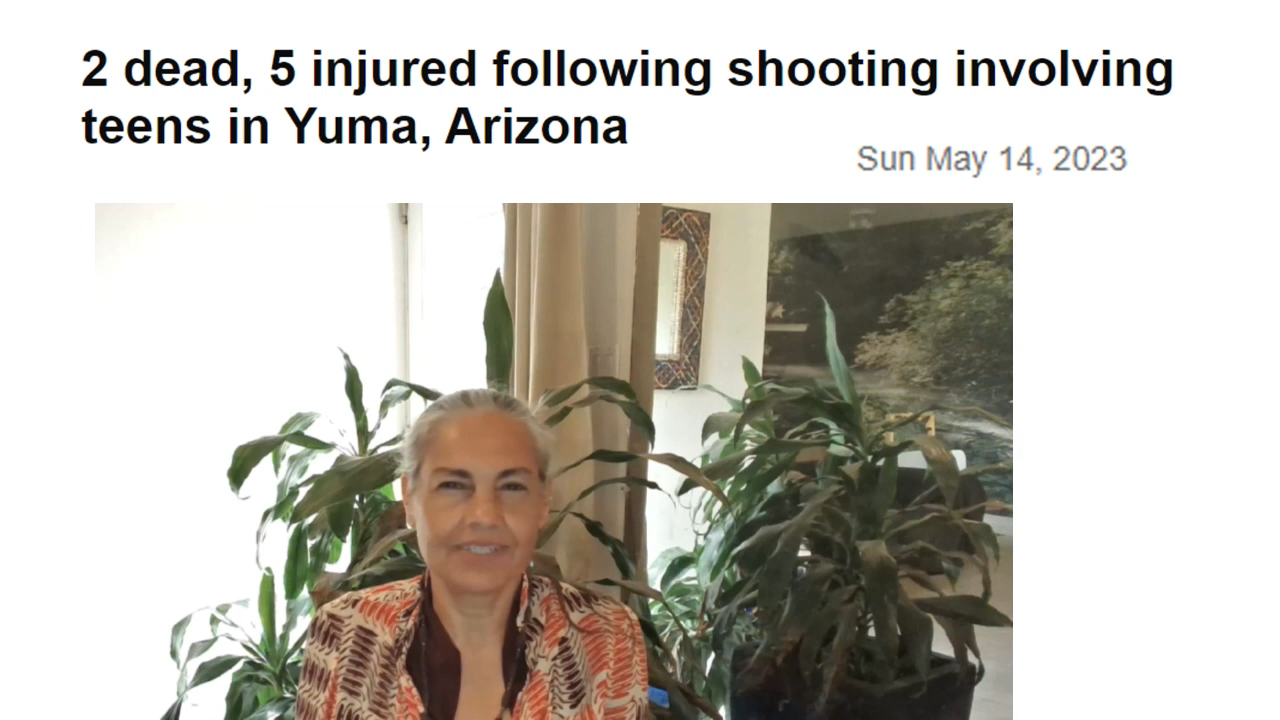 2 dead, 5 injured following shooting involving
teens in Yuma, Arizona
Sun May 14, 2023